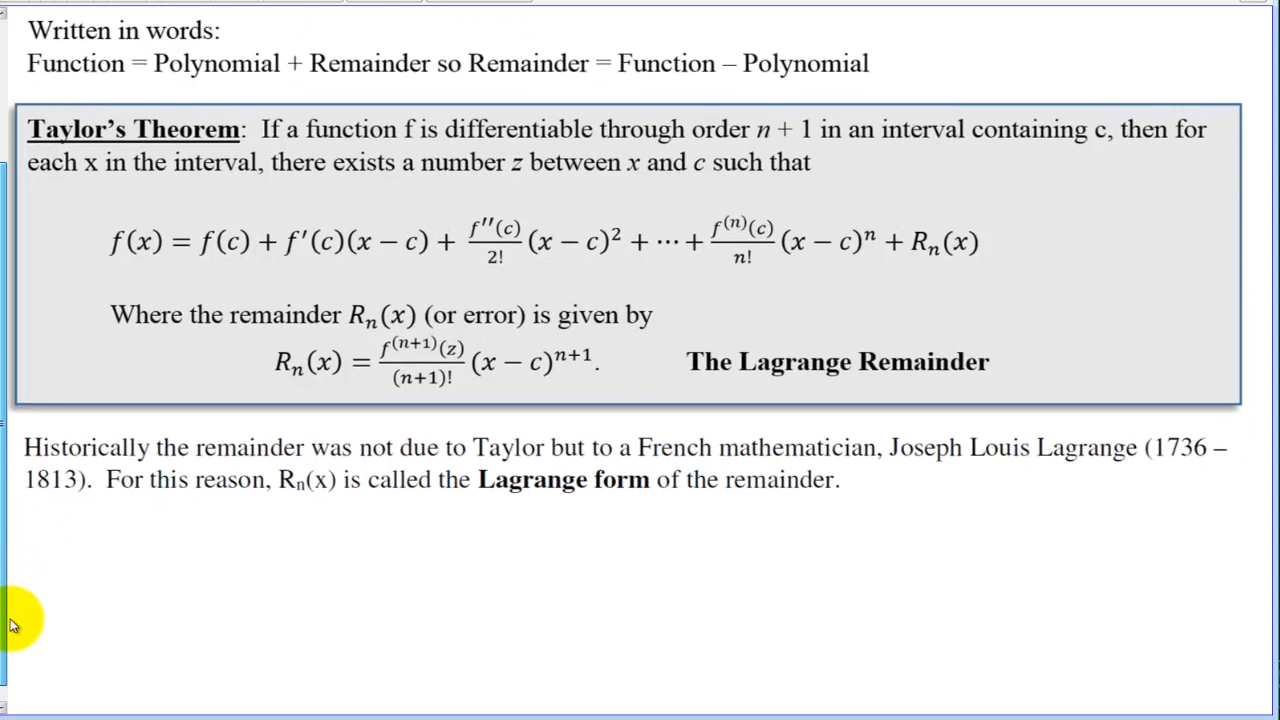 Written in words:
Function = Polynomial + Remainder so Remainder = Function – Polynomial
Taylor's Theorem: If a function f is differentiable through order n + 1 in an interval containing c, then for
each x in the interval, there exists a number z between x and c such that
f(x) = f(c) + f′(c)(x − c) + f′′(c)/2! (x − c)² + ⋯ + f⁽ⁿ⁾(c)/n! (x − c)ⁿ + Rₙ(x)
Where the remainder Rₙ(x) (or error) is given by
Rₙ(x) = f⁽ⁿ⁺¹⁾(z)/(n+1)! (x − c)ⁿ⁺¹. The Lagrange Remainder
Historically the remainder was not due to Taylor but to a French mathematician, Joseph Louis Lagrange (1736 –
1813). For this reason, Rₙ(x) is called the Lagrange form of the remainder.